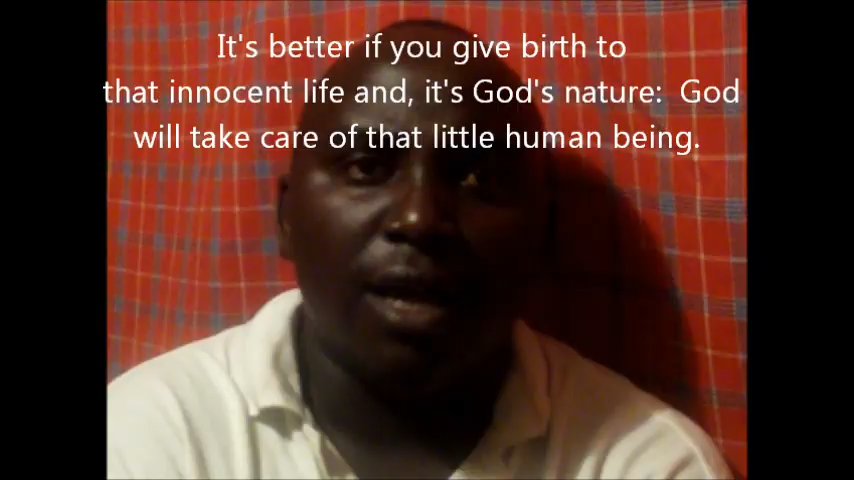 It's better if you give birth to
that innocent life and, it's God's nature:  God
will take care of that little human being.